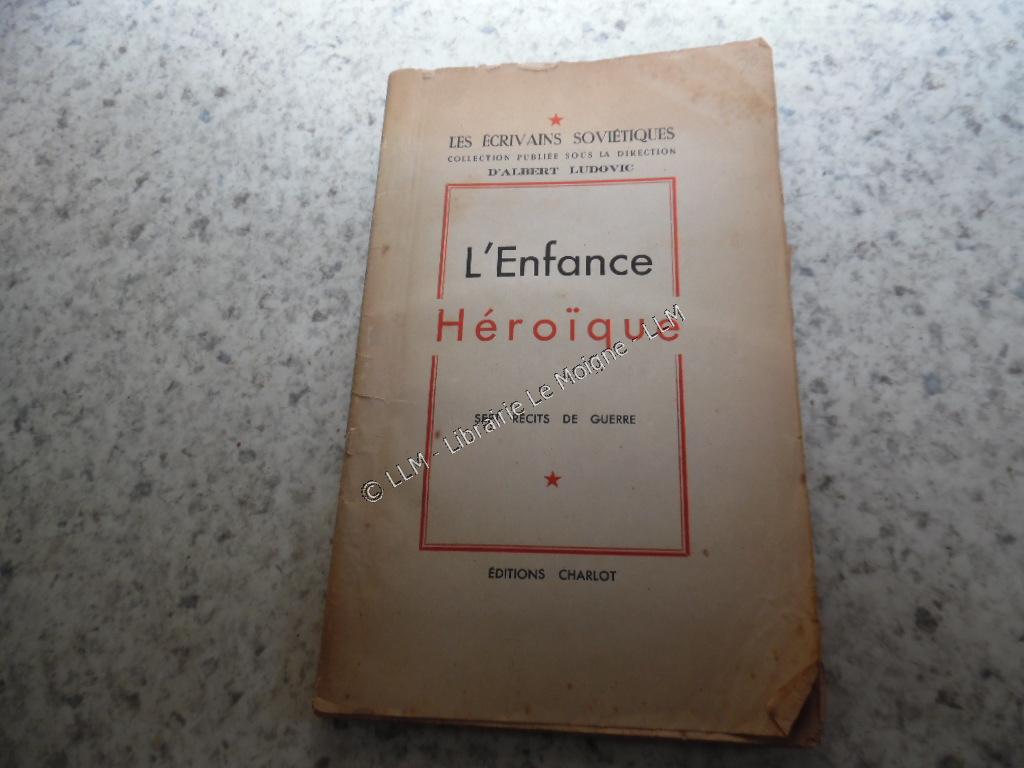 LES ÉCRIVAINS SOVIÉTIQUES
COLLECTION PUBLIÉE SOUS LA DIRECTION
D'ALBERT LUDOVIC
L'Enfance
Héroïque
SEPT RÉCITS DE GUERRE
ÉDITIONS CHARLOT
© LLM - Librairie Le Moigne - LLM